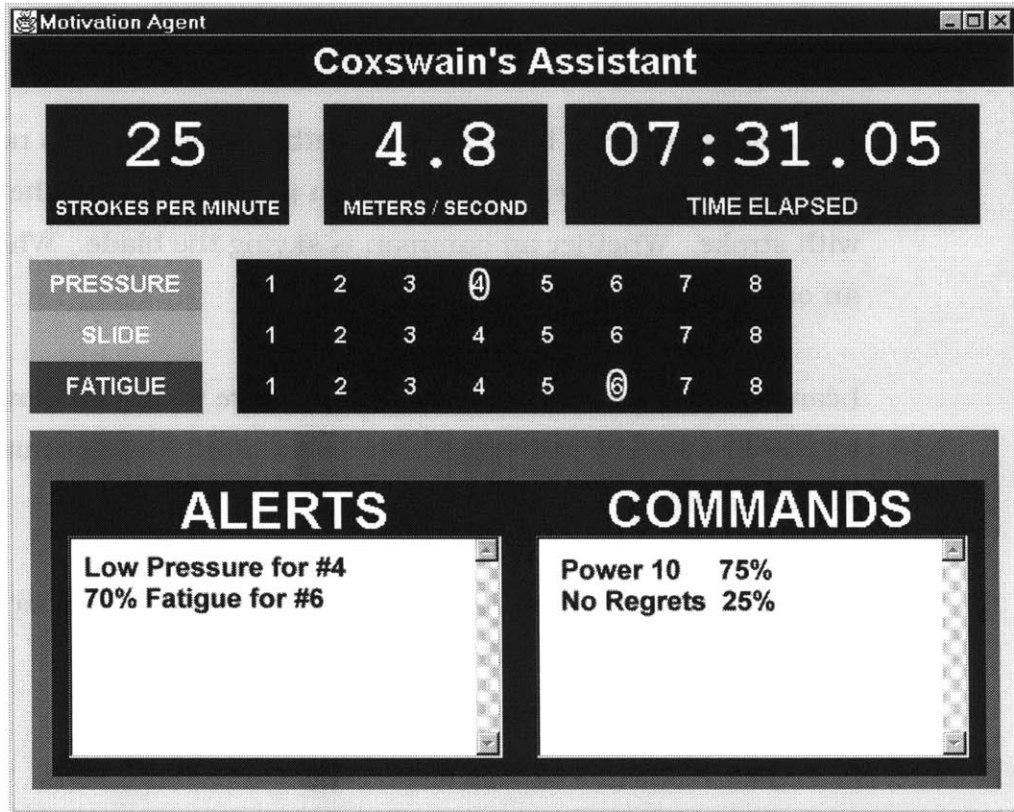 Motivation Agent
Coxswain's Assistant
25 4.8 07:31.05
STROKES PER MINUTE METERS / SECOND TIME ELAPSED
PRESSURE 1 2 3 4 5 6 7 8
SLIDE 1 2 3 4 5 6 7 8
FATIGUE 1 2 3 4 5 6 7 8
ALERTS COMMANDS
Low Pressure for #4 Power 10 75%
70% Fatigue for #6 No Regrets 25%